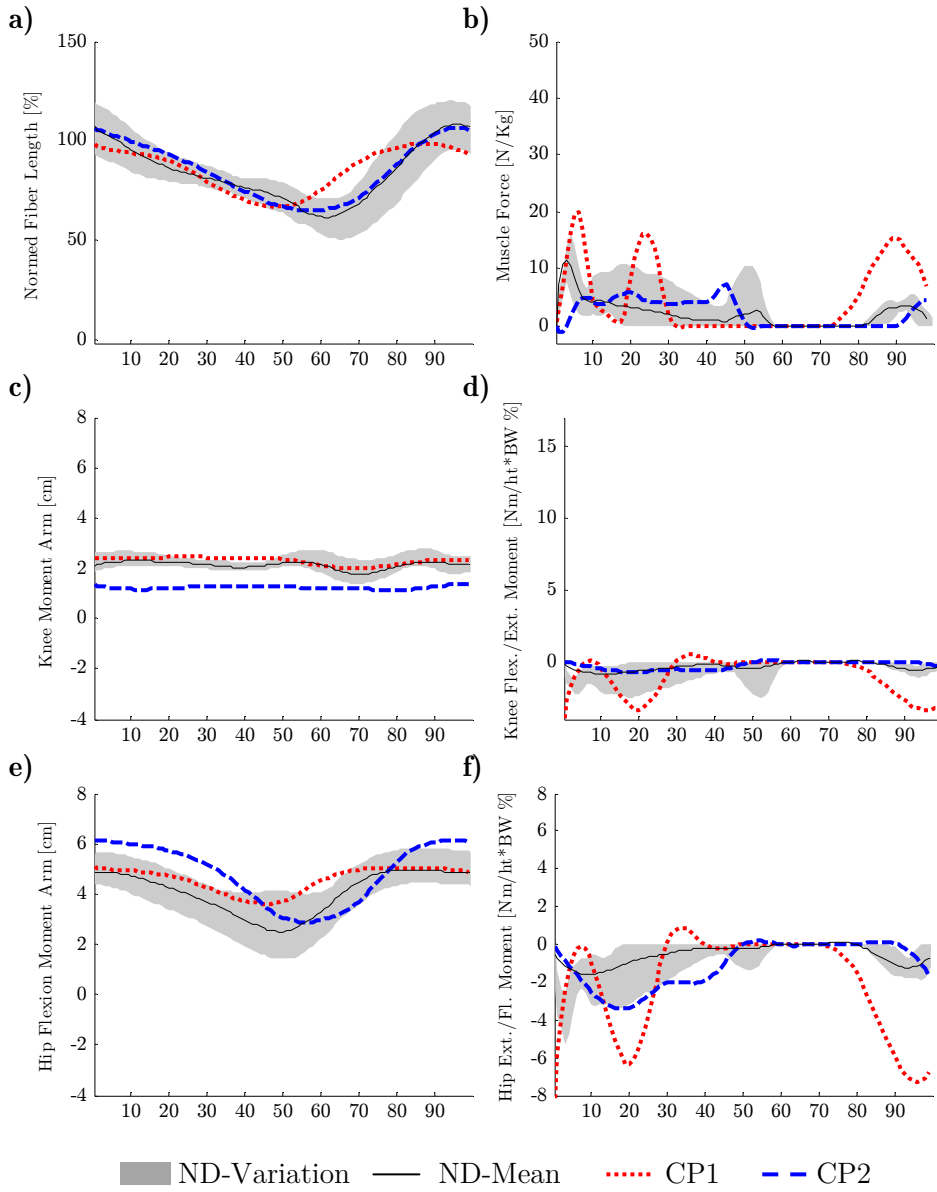 a)
Normed Fiber Length [%]
150
100
50
0
10 20 30 40 50 60 70 80 90
b)
Muscle Force [N/Kg]
50
40
30
20
10
0
10 20 30 40 50 60 70 80 90
c)
Knee Moment Arm [cm]
8
6
4
2
0
-2
-4
10 20 30 40 50 60 70 80 90
d)
Knee Flex./Ext. Moment [Nm/ht*BW %]
15
10
5
0
10 20 30 40 50 60 70 80 90
e)
Hip Flexion Moment Arm [cm]
8
6
4
2
0
-2
-4
10 20 30 40 50 60 70 80 90
f)
Hip Ext./Fl. Moment [Nm/ht*BW %]
8
6
4
2
0
-2
-4
-6
-8
10 20 30 40 50 60 70 80 90
ND-Variation ND-Mean CP1 CP2